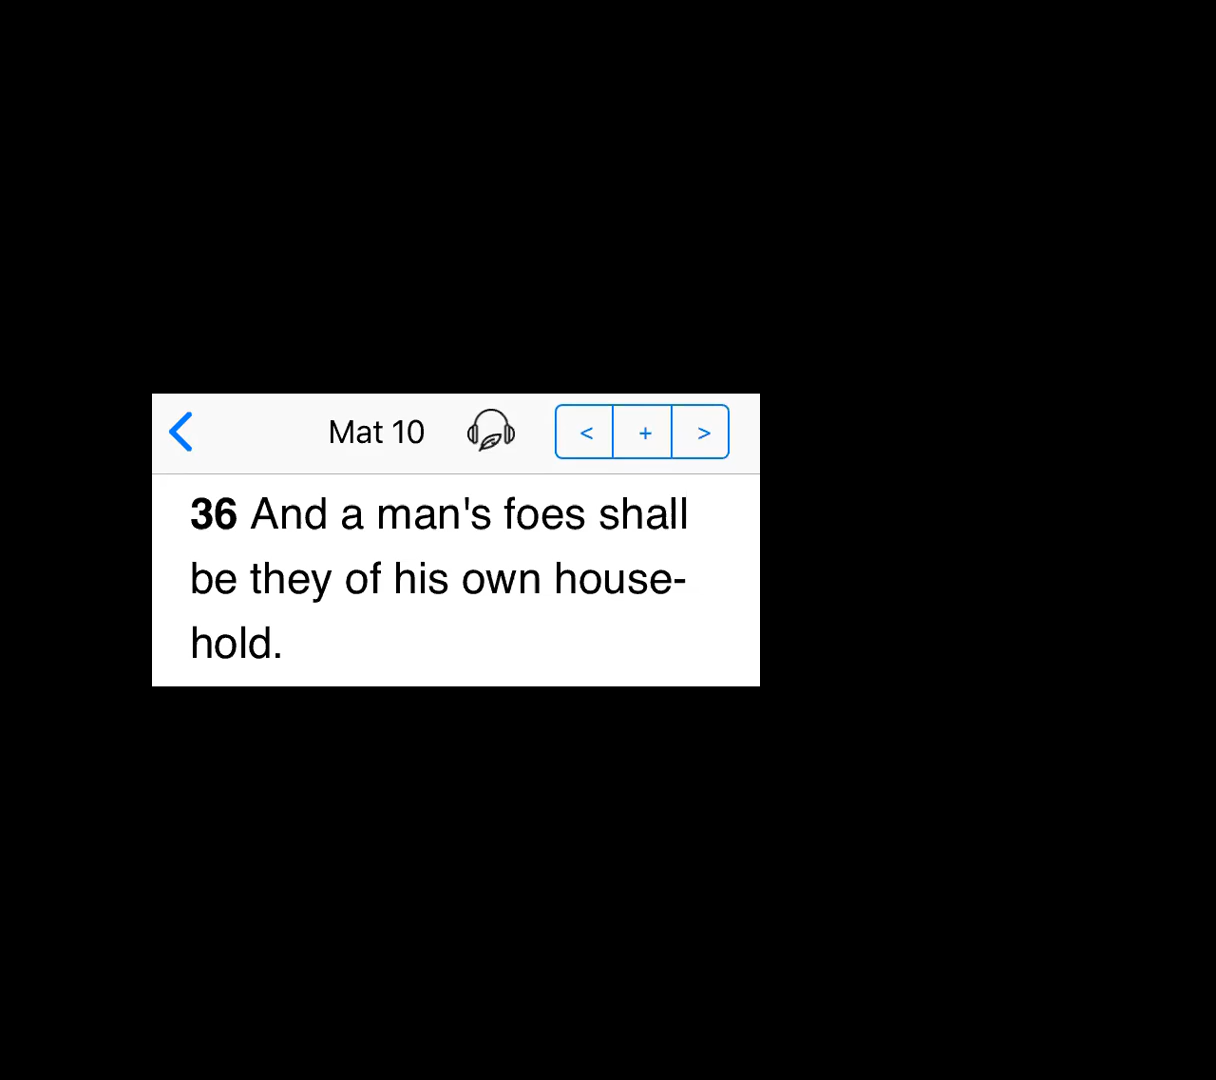 Mat 10 < + >
36 And a man's foes shall
be they of his own house-
hold.